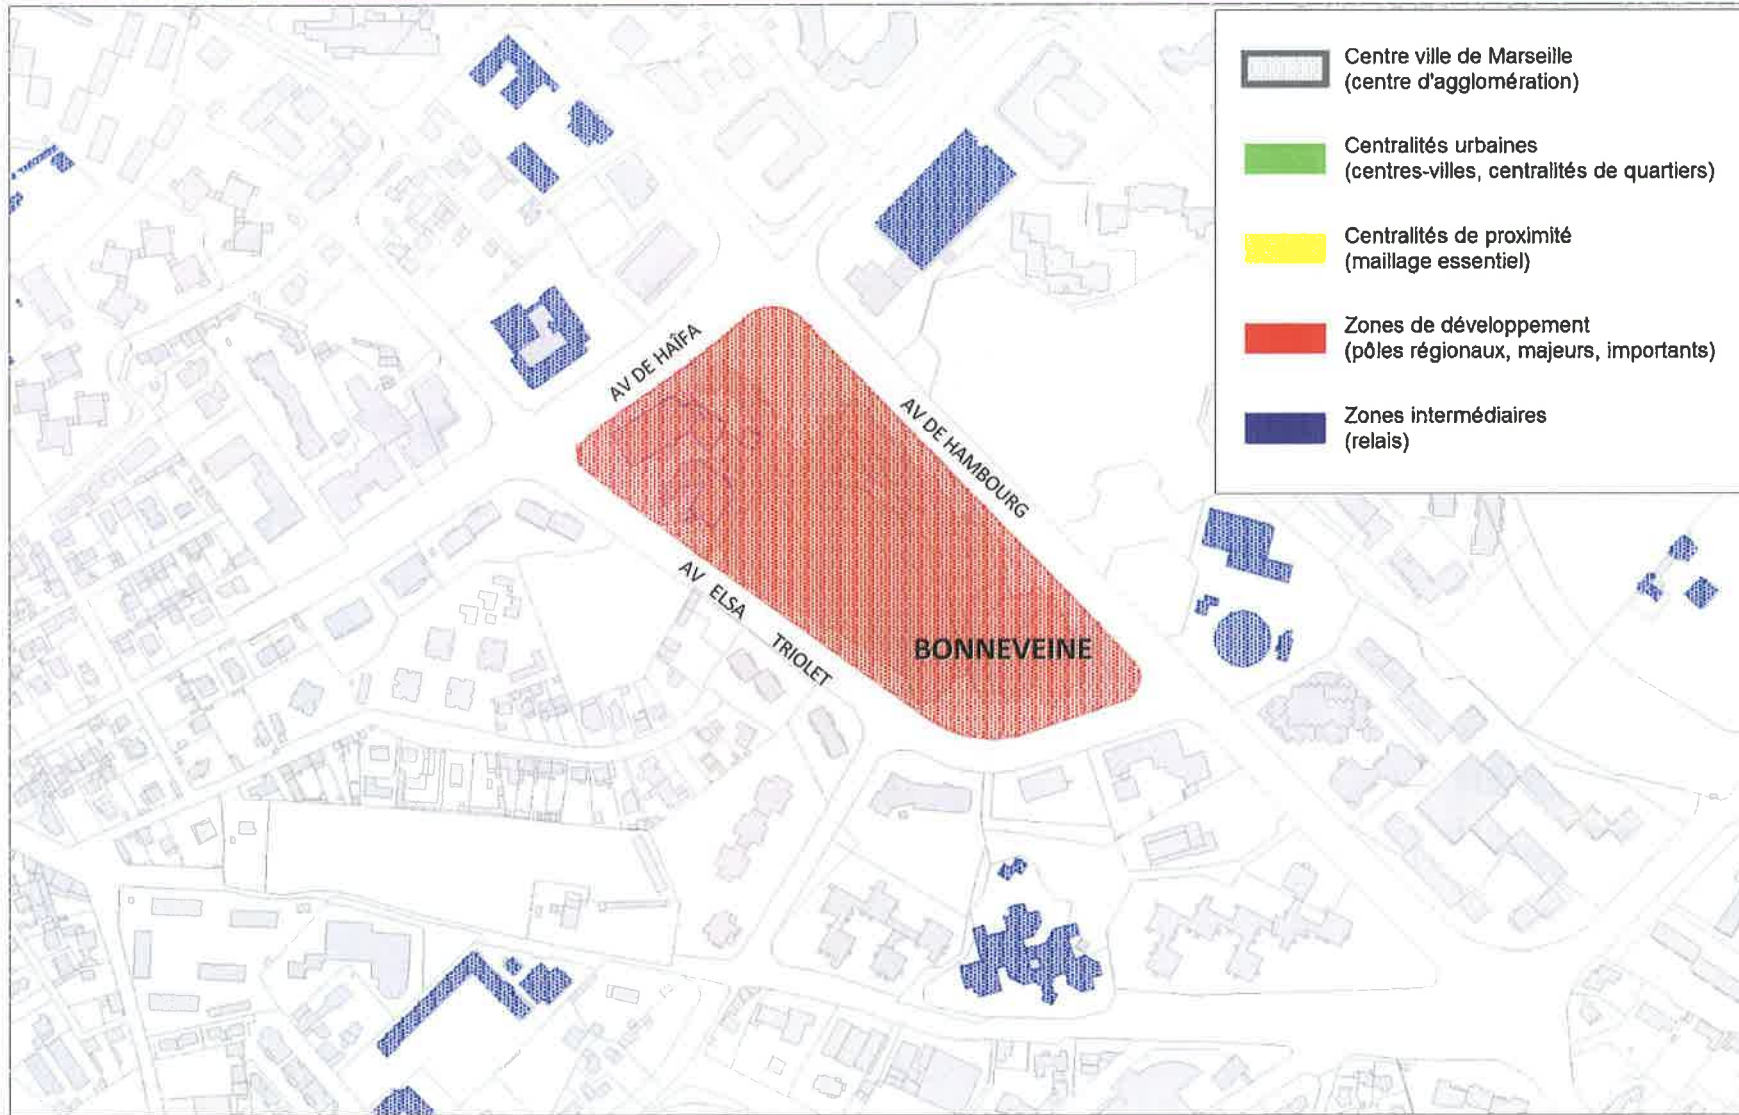 Centre ville de Marseille
(centre d'agglomération)
Centralités urbaines
(centres-villes, centralités de quartiers)
Centralités de proximité
(maillage essentiel)
Zones de développement
(pôles régionaux, majeurs, importants)
Zones intermédiaires
(relais)
AV DE HAÎFA
AV DE HAMBOURG
AV ELSA TRIOLET
BONNEVEINE